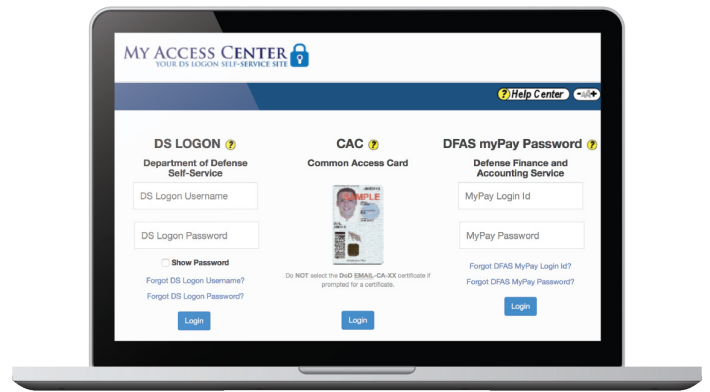 MY ACCESS CENTER
YOUR DS LOGON SELF-SERVICE SITE
? Help Center
- +
DS LOGON ?
Department of Defense
Self-Service
DS Logon Username
DS Logon Password
Show Password
Forgot DS Logon Username?
Forgot DS Logon Password?
Login
CAC ?
Common Access Card
SAMPLE
Do NOT select the DoD EMAIL-CA-XX certificate if
prompted for a certificate.
Login
DFAS myPay Password ?
Defense Finance and
Accounting Service
MyPay Login Id
MyPay Password
Forgot DFAS MyPay Login Id?
Forgot DFAS MyPay Password?
Login